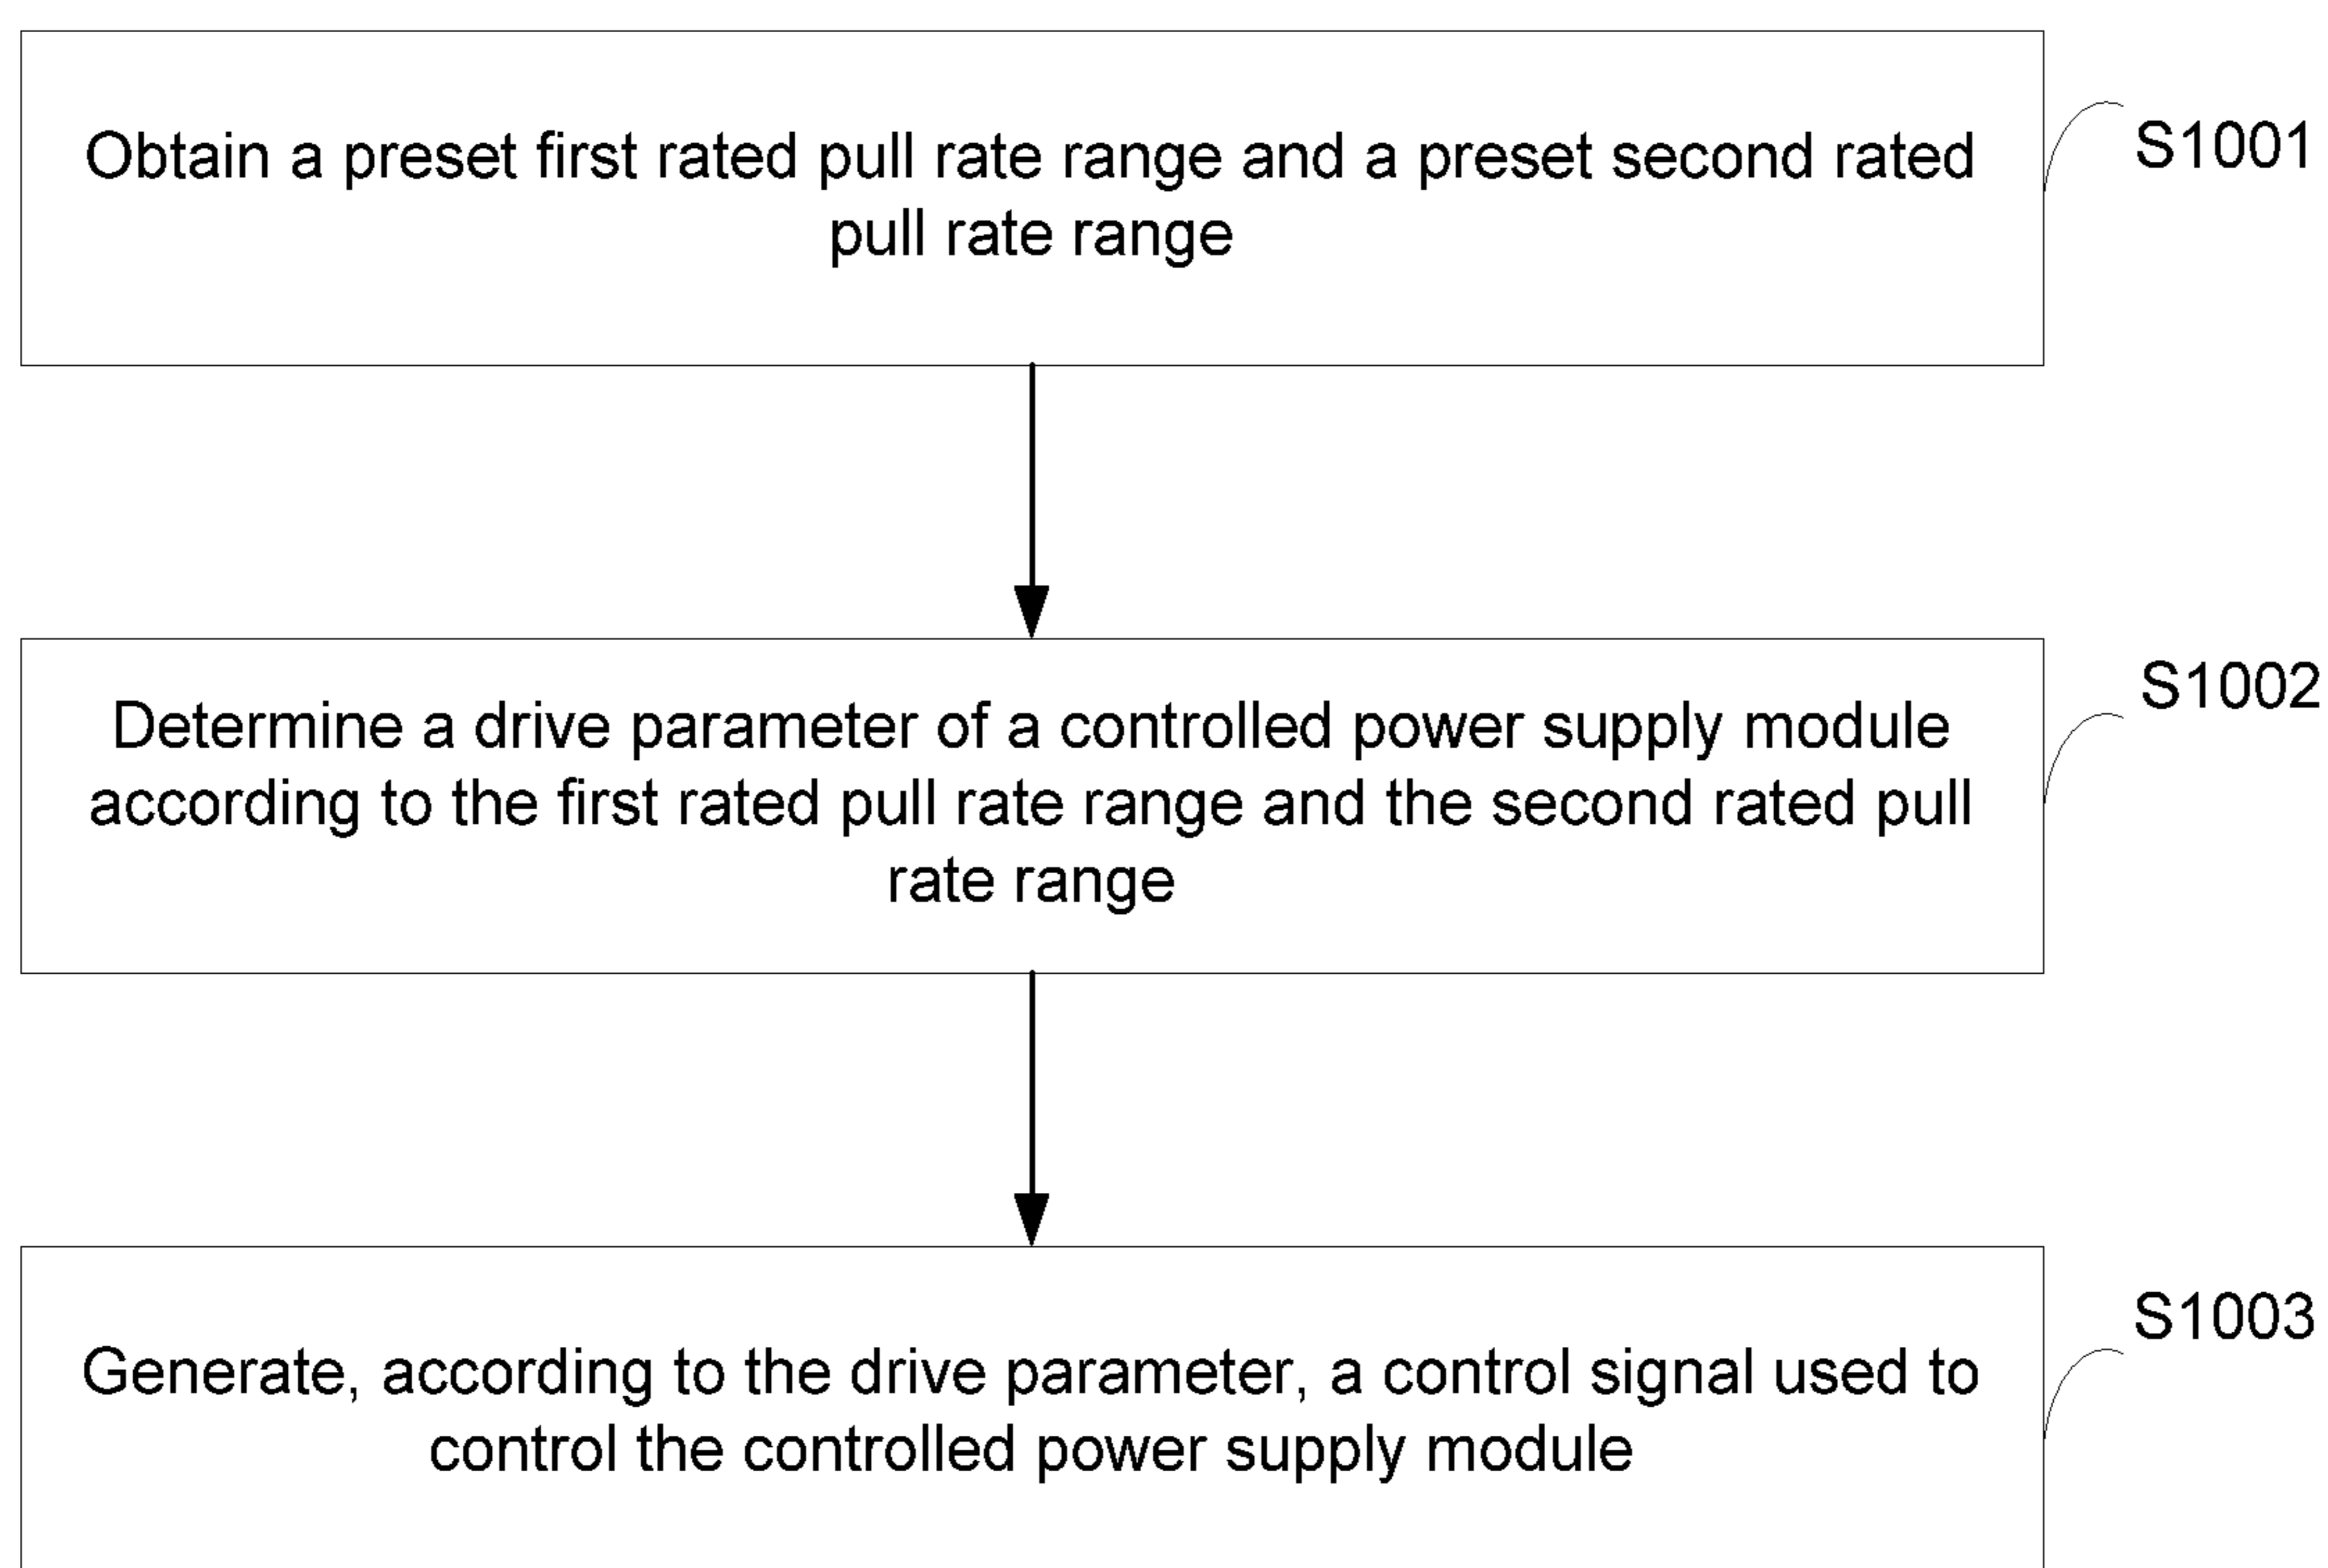 Obtain a preset first rated pull rate range and a preset second rated
pull rate range
S1001
Determine a drive parameter of a controlled power supply module
according to the first rated pull rate range and the second rated pull
rate range
S1002
Generate, according to the drive parameter, a control signal used to
control the controlled power supply module
S1003